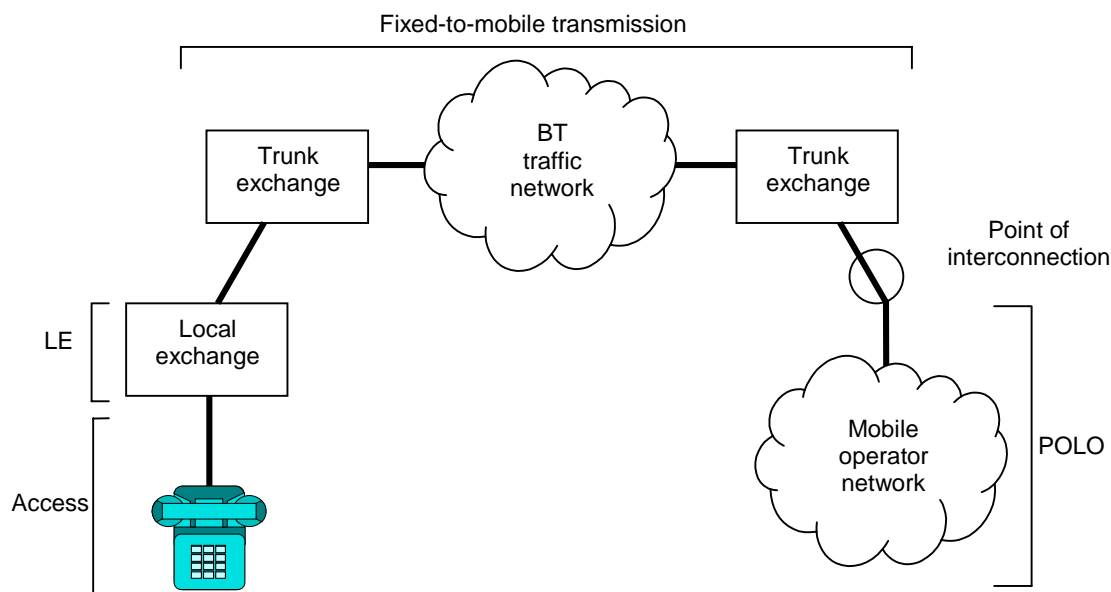 Fixed-to-mobile transmission
BT
traffic
network
Trunk
exchange
Trunk
exchange
Point of
interconnection
LE
Local
exchange
Mobile
operator
network
POLO
Access